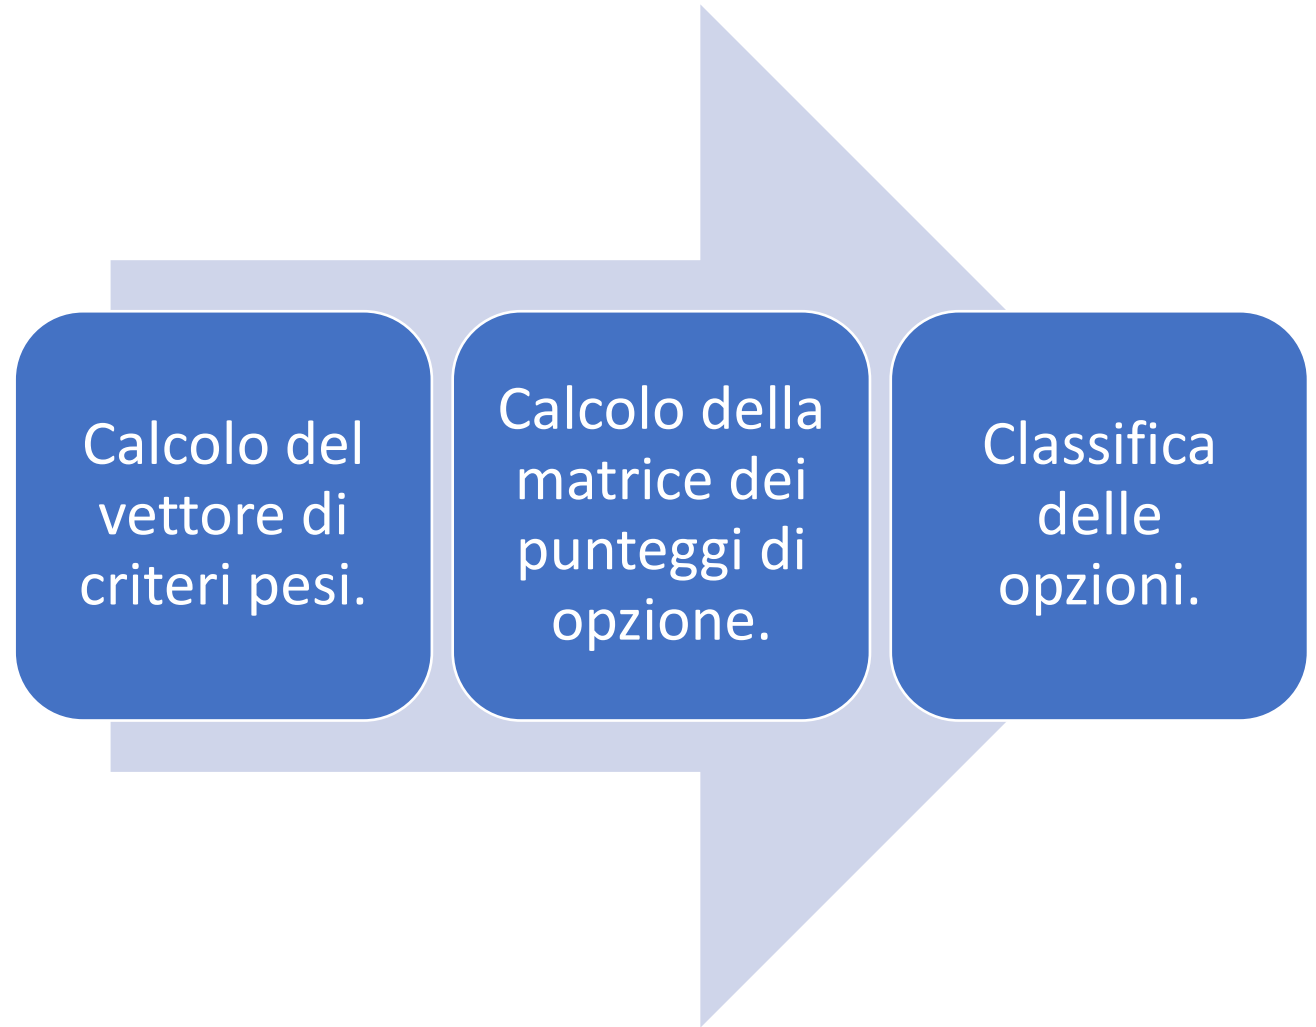 Calcolo del
vettore di
criteri pesi.
Calcolo della
matrice dei
punteggi di
opzione.
Classifica
delle
opzioni.